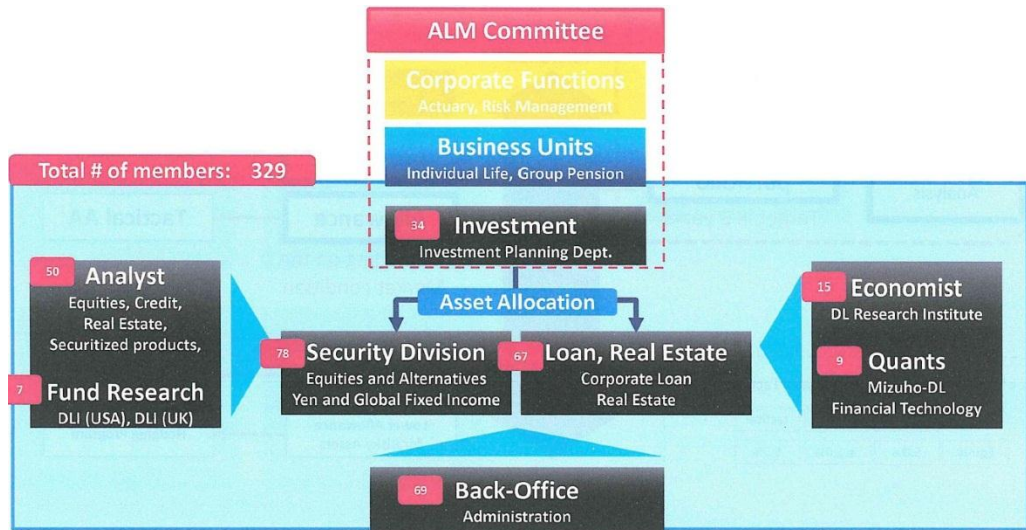 ALM Committee
Corporate Functions
Actuary, Risk Management
Business Units
Individual Life, Group Pension
Total # of members: 329
34
Investment
Investment Planning Dept.
Asset Allocation
50
Analyst
Equities, Credit,
Real Estate,
Securitized products,
7
Fund Research
DLI (USA), DLI (UK)
78
Security Division
Equities and Alternatives
Yen and Global Fixed Income
67
Loan, Real Estate
Corporate Loan
Real Estate
15
Economist
DL Research Institute
9
Quants
Mizuho-DL
Financial Technology
69
Back-Office
Administration
Tactical AA